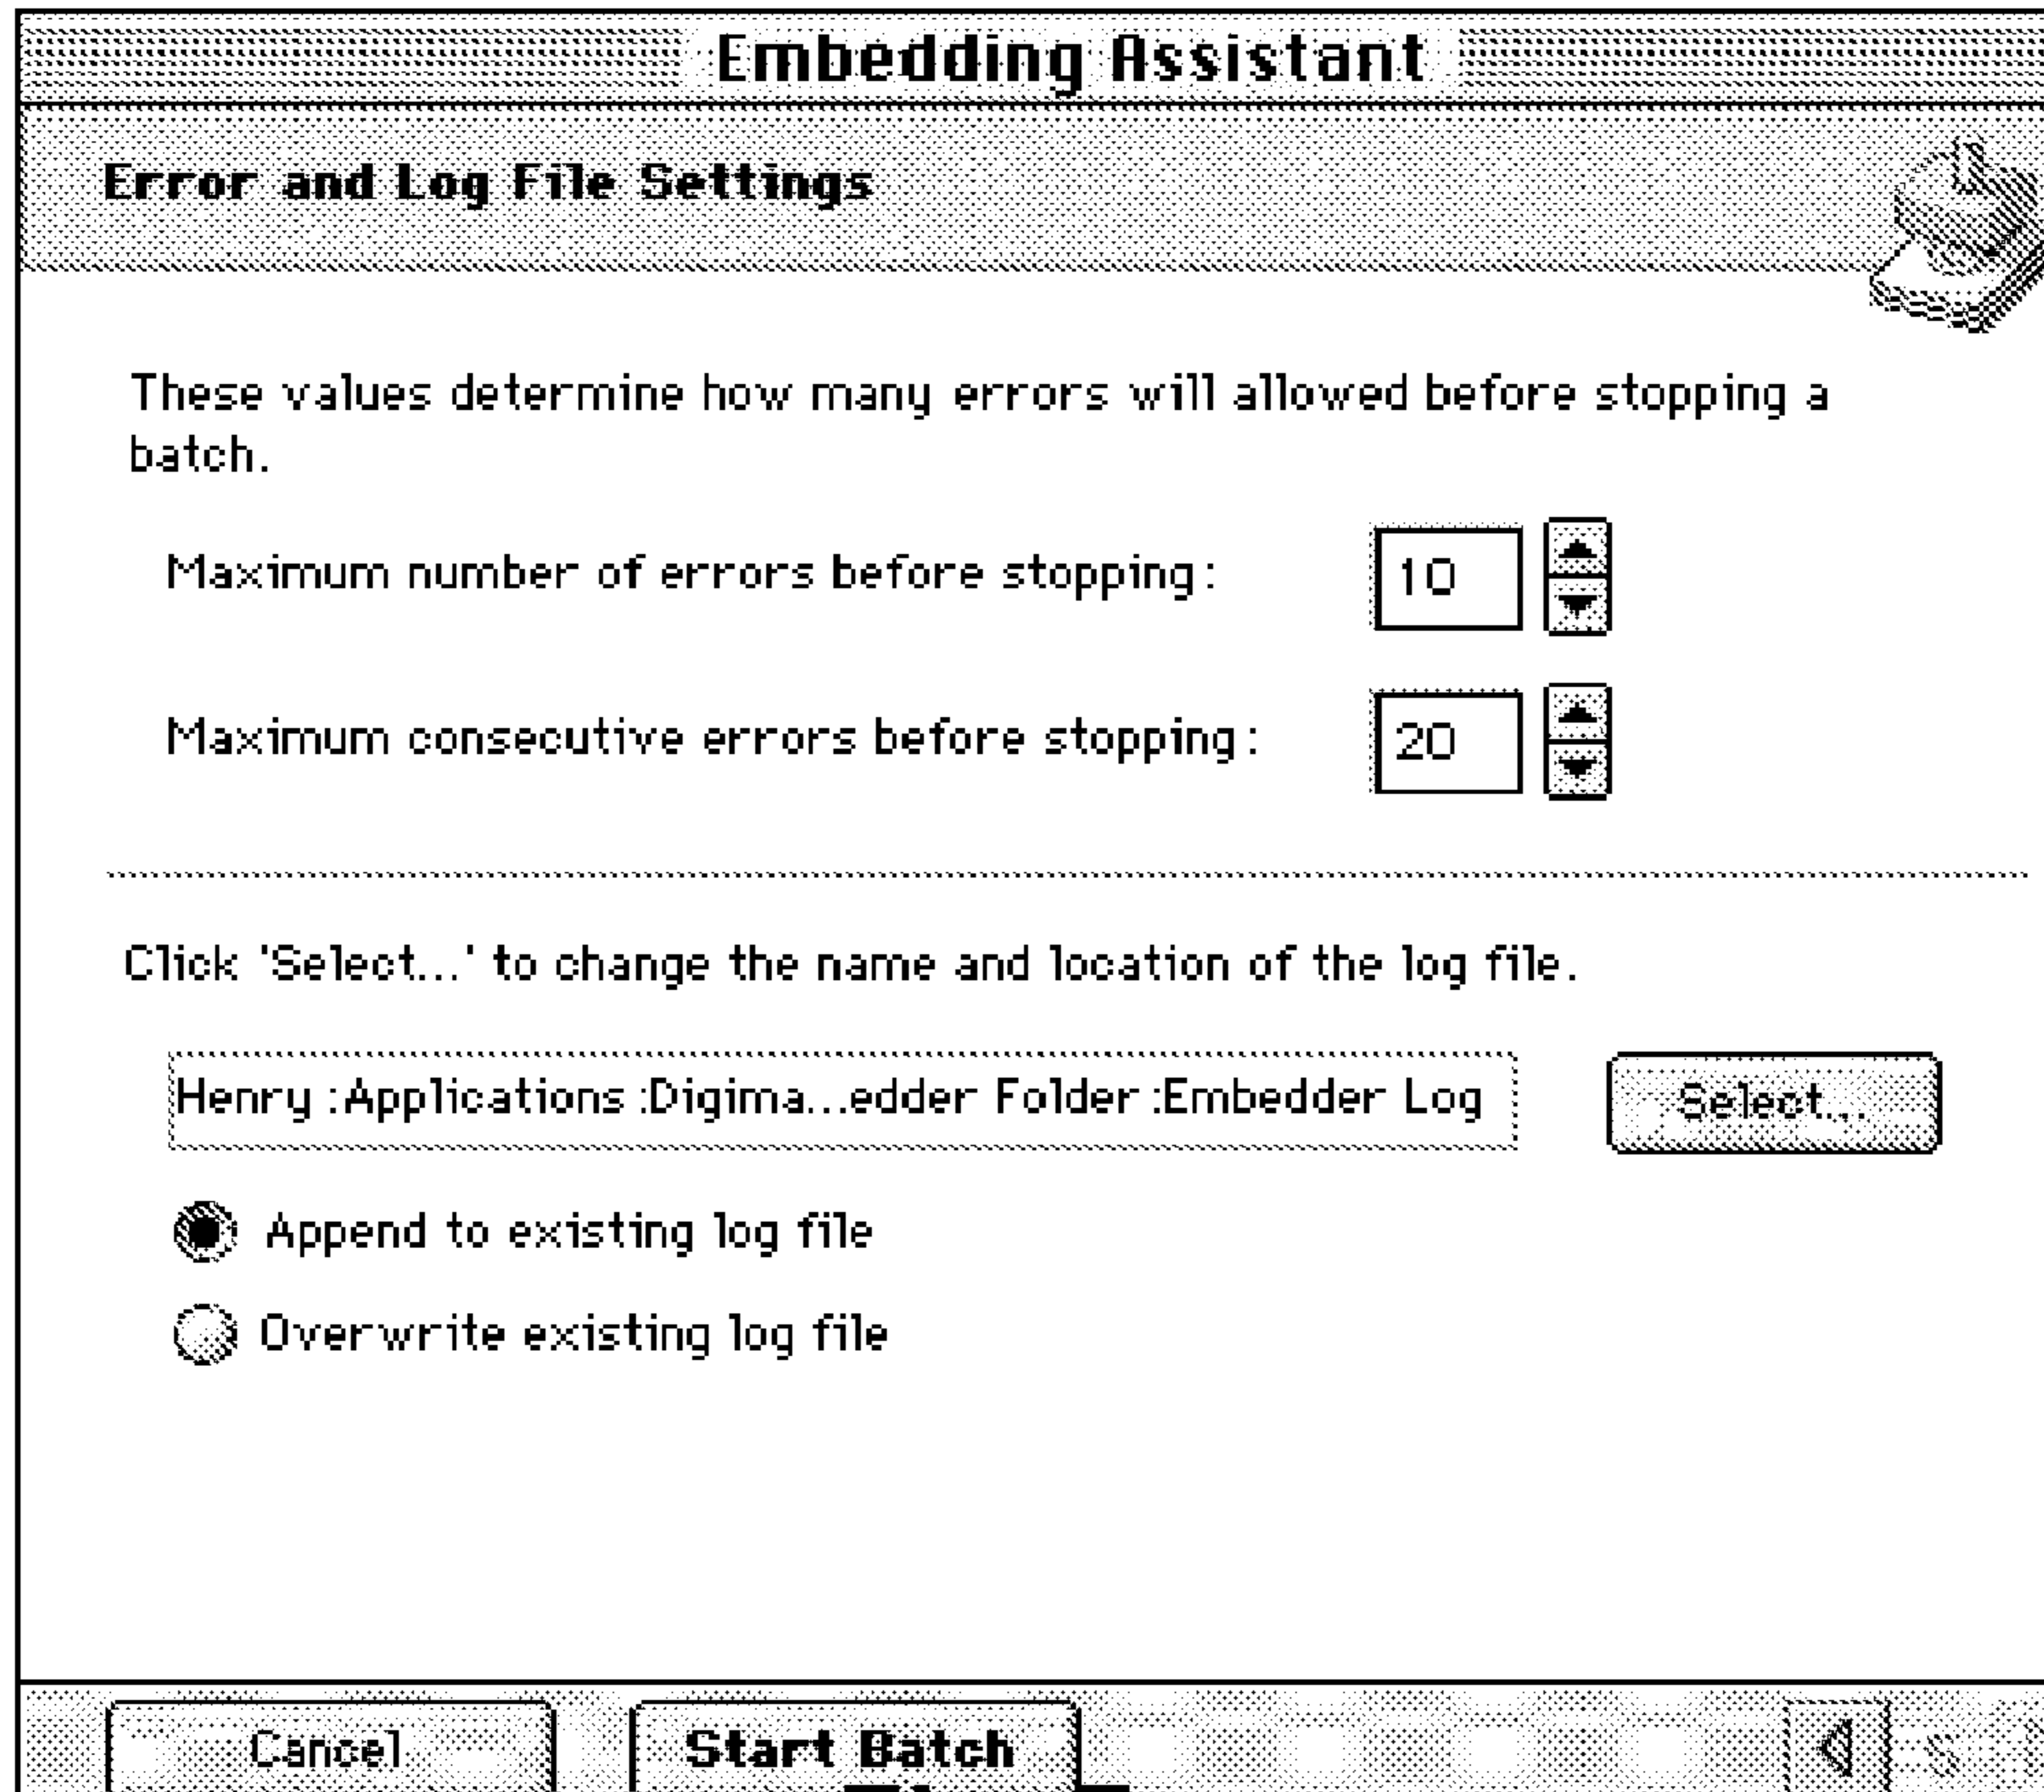 Embedding Assistant
Error and Log File Settings
These values determine how many errors will allowed before stopping a
batch.
Maximum number of errors before stopping: 10
Maximum consecutive errors before stopping: 20
Click 'Select...' to change the name and location of the log file.
Henry :Applications :Digima...edder Folder :Embedder Log
Select...
Append to existing log file
Overwrite existing log file
Cancel
Start Batch
S